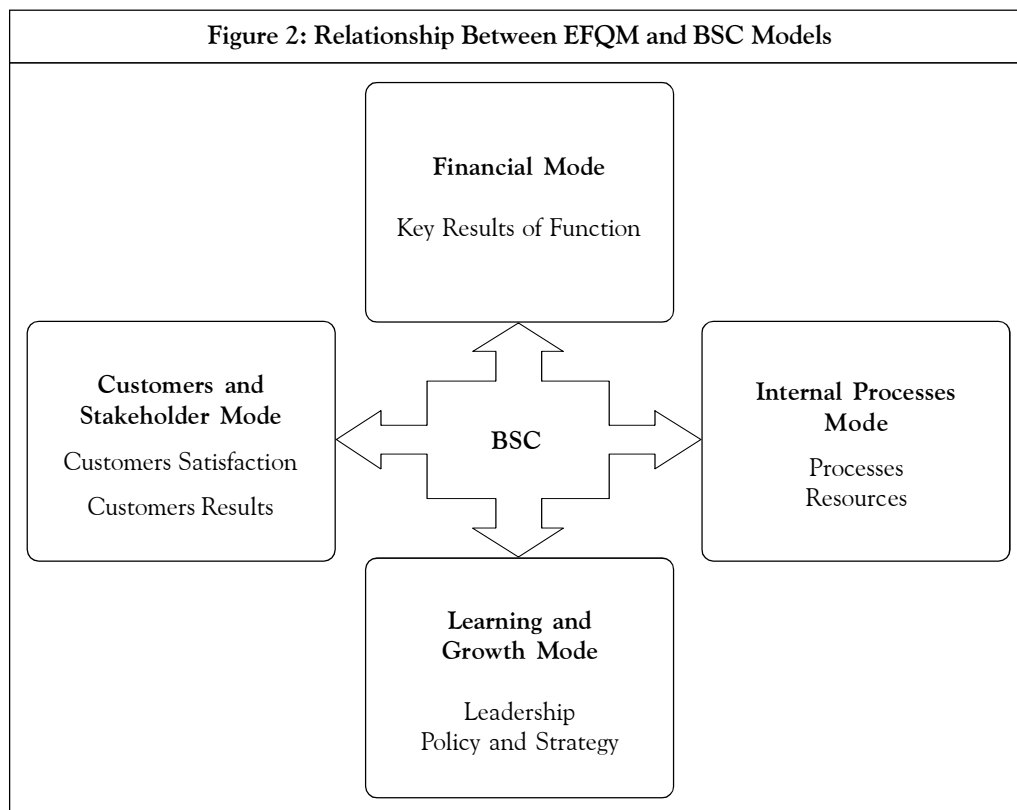 Figure 2: Relationship Between EFQM and BSC Models
Financial Mode
Key Results of Function
Customers and
Stakeholder Mode
Customers Satisfaction
Customers Results
BSC
Internal Processes
Mode
Processes
Resources
Learning and
Growth Mode
Leadership
Policy and Strategy